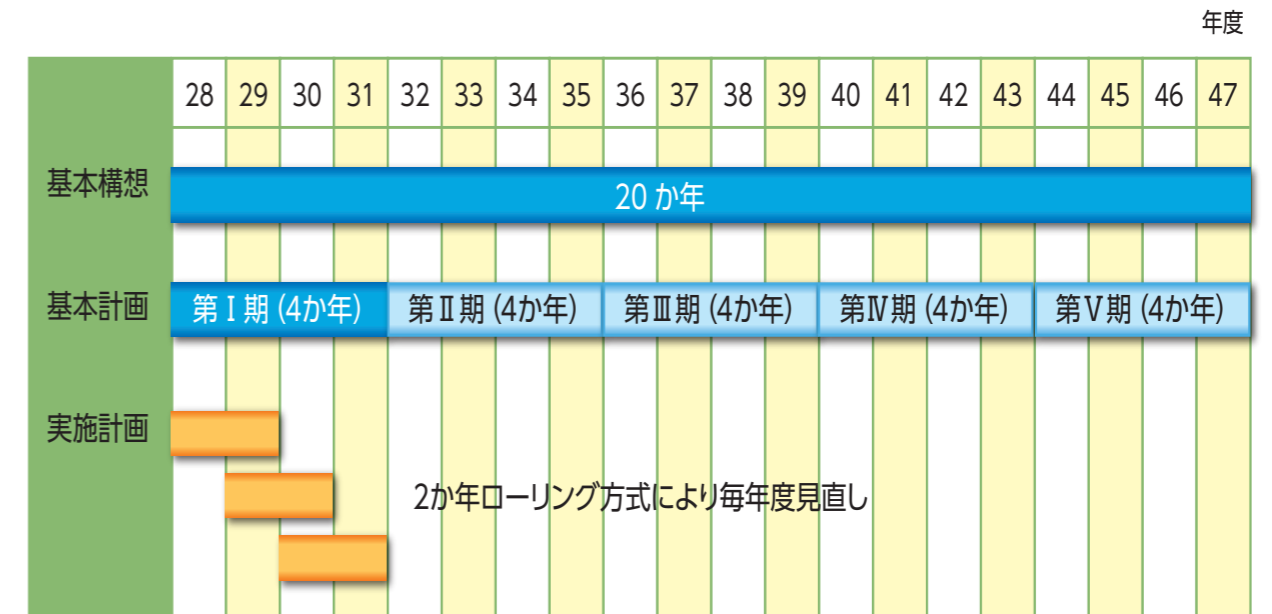 年度
28 29 30 31 32 33 34 35 36 37 38 39 40 41 42 43 44 45 46 47
基本構想
20 か年
基本計画
第Ⅰ期(4か年) 第Ⅱ期(4か年) 第Ⅲ期(4か年) 第Ⅳ期(4か年) 第Ⅴ期(4か年)
実施計画
2か年ローリング方式により毎年度見直し